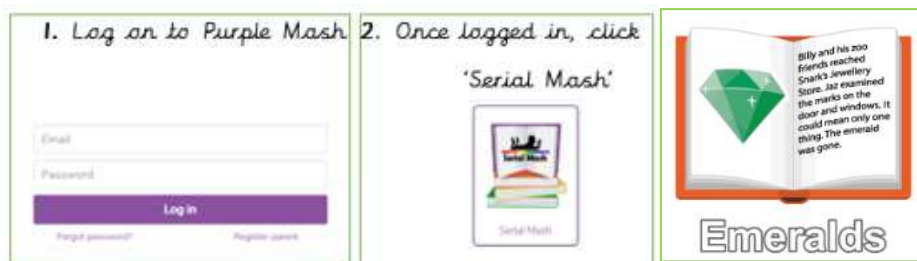 1. Log on to Purple Mash
Email
Password
Log in
Forgot password?
Register parent
2. Once logged in, click
'Serial Mash'
Serial Mash
Serial Mash
Billy and his zoo
friends reached
Snark's Jewellery
Store. Jaz examined
the marks on the
door and windows. It
could mean only one
thing. The emerald
was gone.
Emeralds